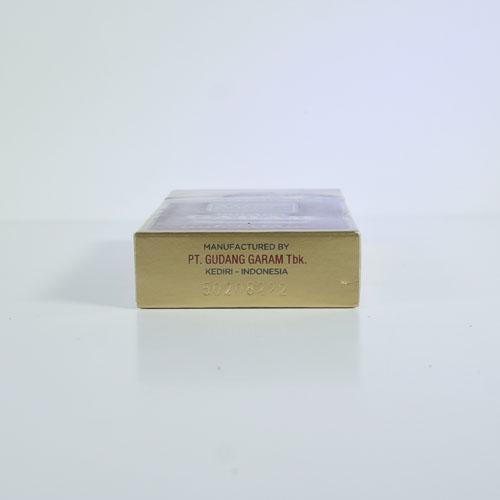 MANUFACTURED BY
PT. GUDANG GARAM Tbk.
KEDIRI - INDONESIA